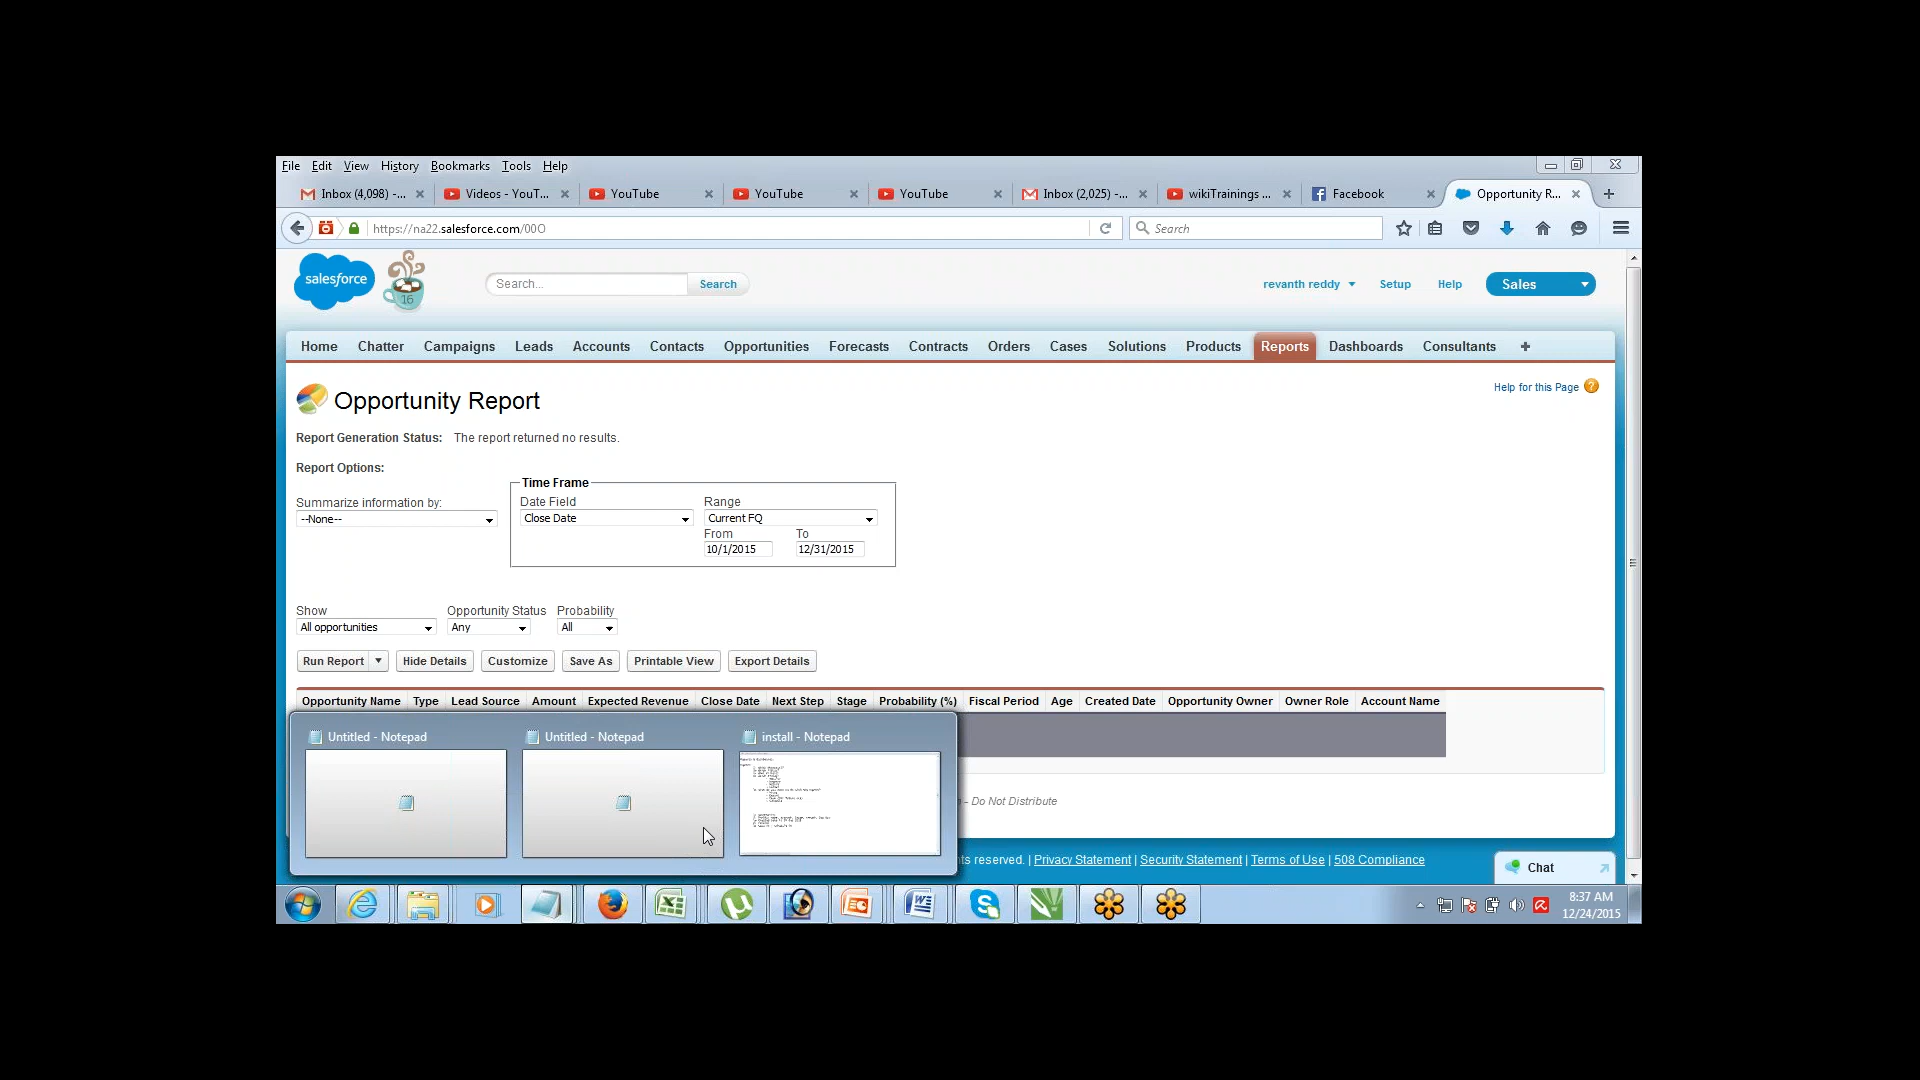 File Edit View History Bookmarks Tools Help
Inbox (4,098) -... Videos - YouT... YouTube YouTube YouTube Inbox (2,025) -... wikiTrainings ... Facebook Opportunity R...
https://na22.salesforce.com/00O Search
salesforce 16 Search... Search revanth reddy Setup Help Sales
Home Chatter Campaigns Leads Accounts Contacts Opportunities Forecasts Contracts Orders Cases Solutions Products Reports Dashboards Consultants +
Help for this Page ?
Opportunity Report
Report Generation Status: The report returned no results.
Report Options:
Time Frame
Summarize information by: Date Field Range
--None-- Close Date Current FQ
From To
10/1/2015 12/31/2015
Show Opportunity Status Probability
All opportunities Any All
Run Report Hide Details Customize Save As Printable View Export Details
Opportunity Name Type Lead Source Amount Expected Revenue Close Date Next Step Stage Probability (%) Fiscal Period Age Created Date Opportunity Owner Owner Role Account Name
Untitled - Notepad Untitled - Notepad install - Notepad
- Do Not Distribute
reserved. | Privacy Statement | Security Statement | Terms of Use | 508 Compliance
Chat
8:37 AM
12/24/2015